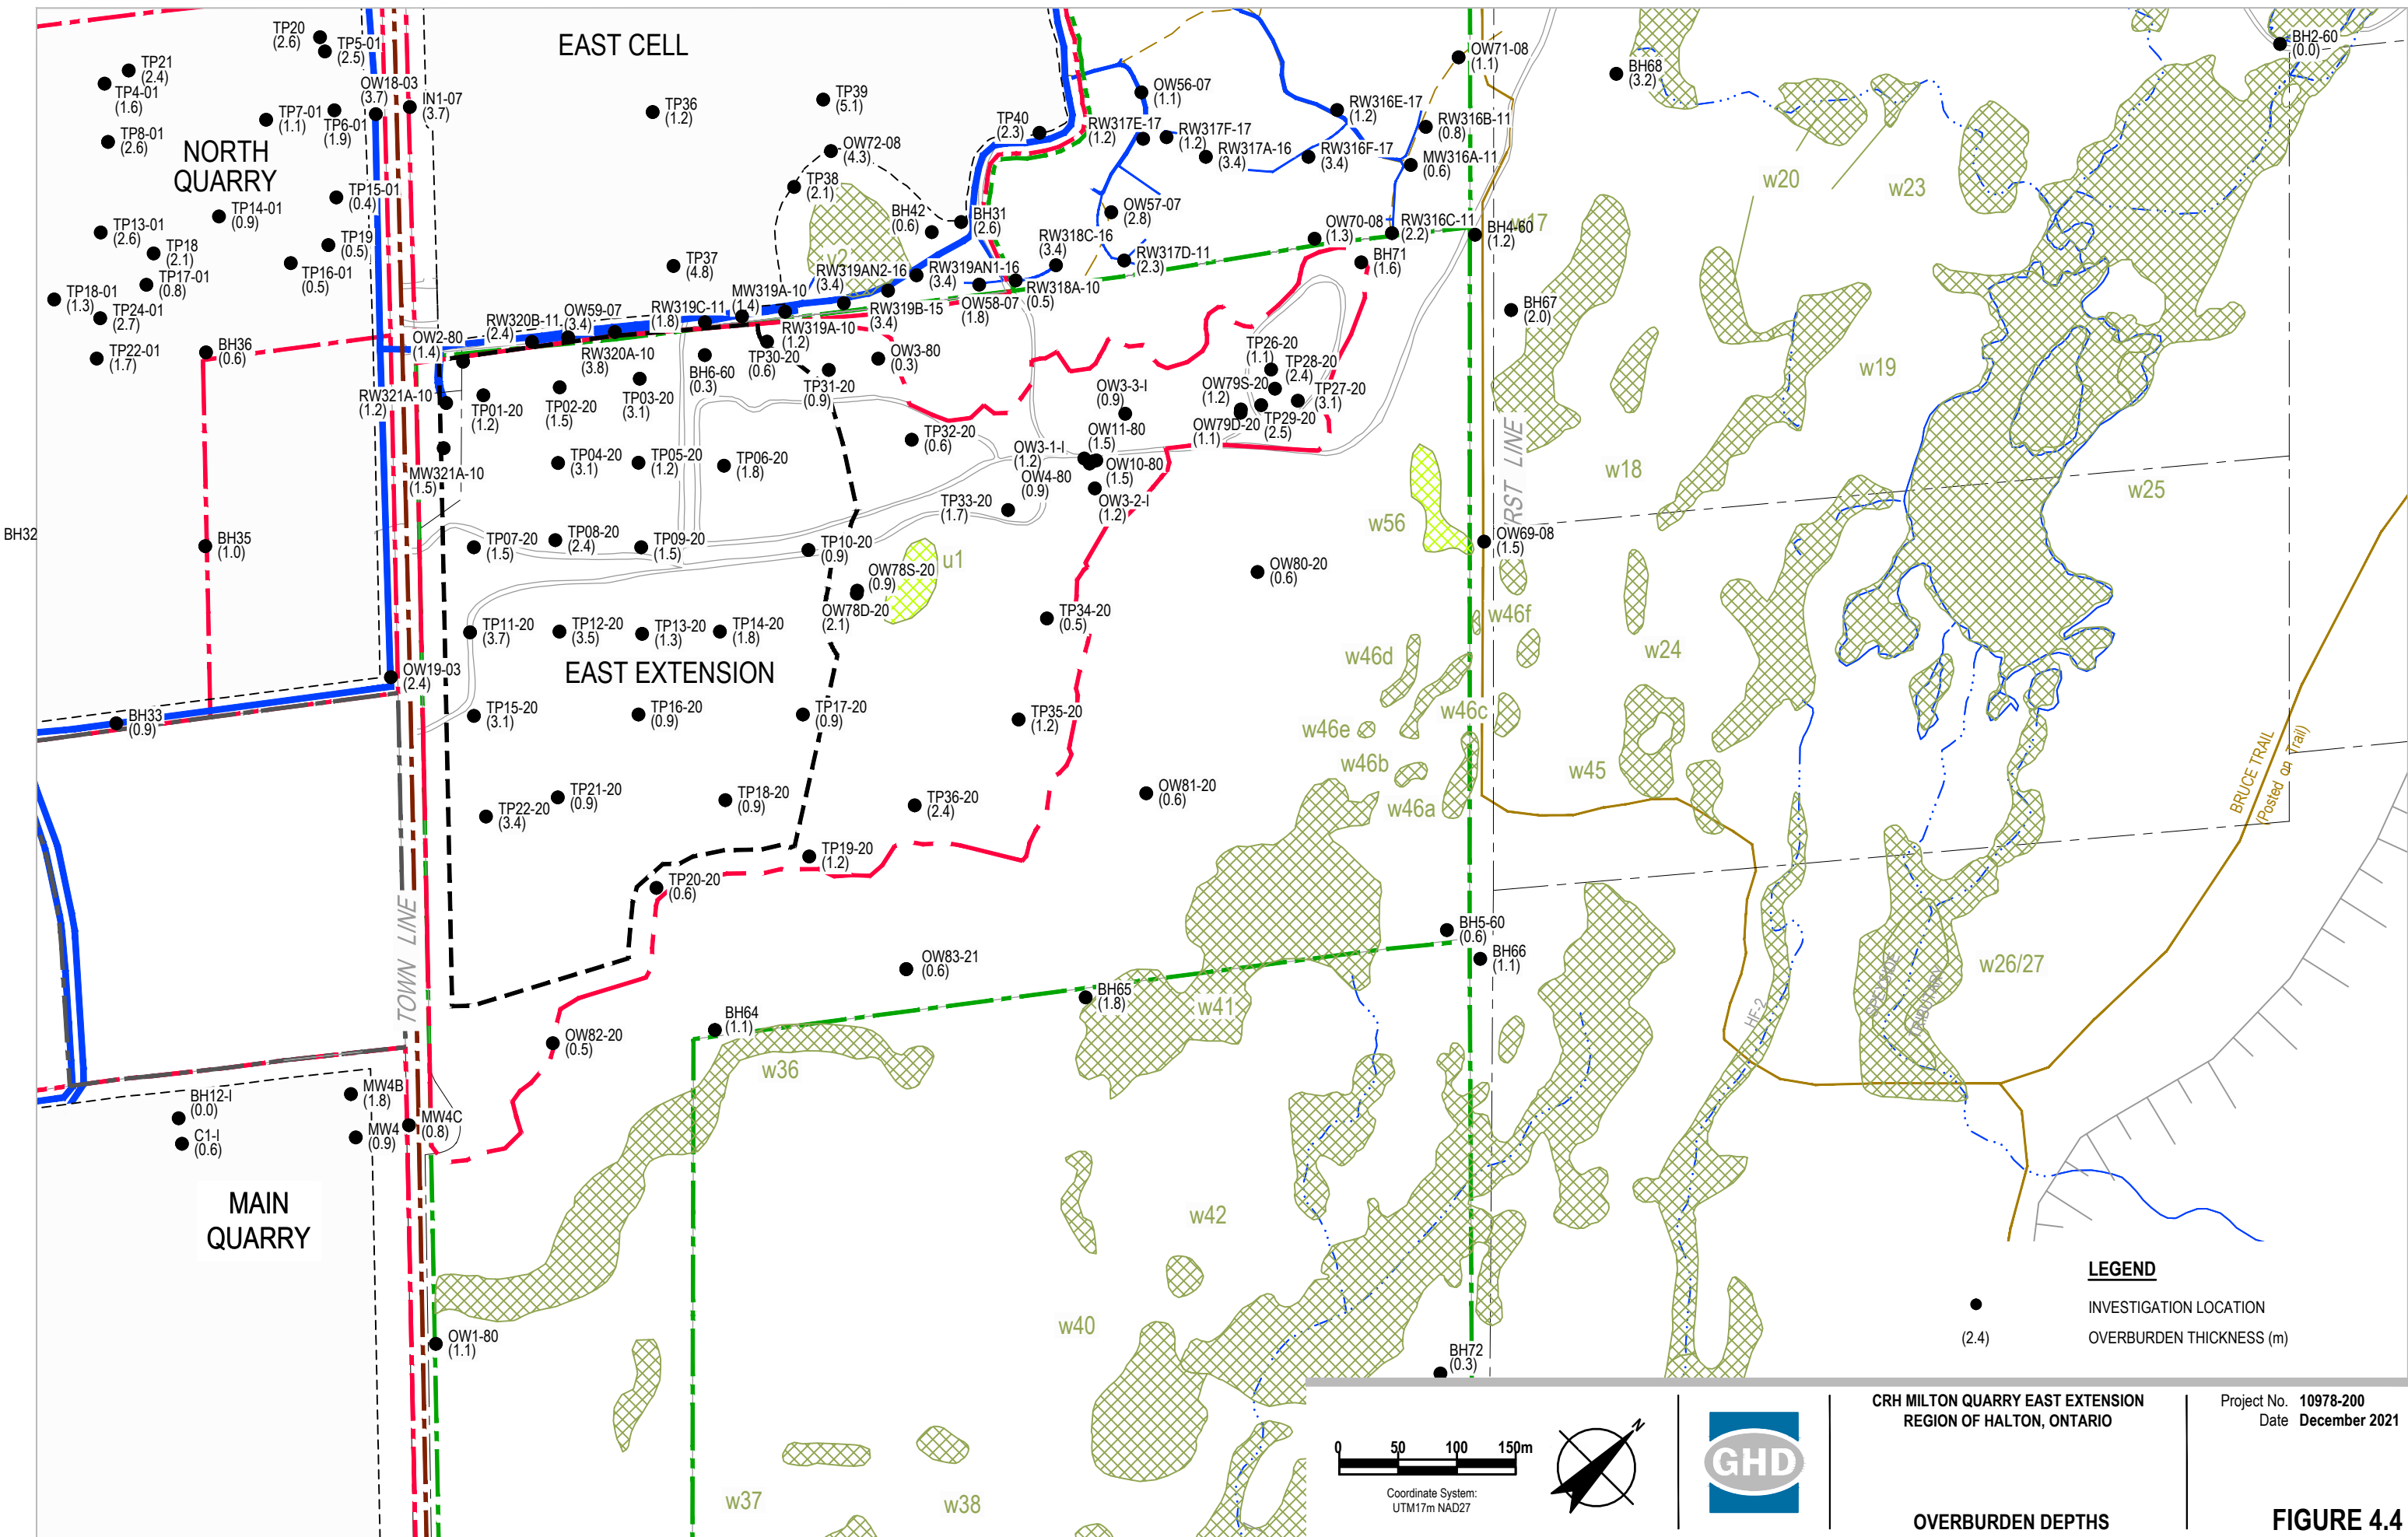 TP20
(2.6)
TP5-01
(2.5)
EAST CELL
TP21
(2.4)
TP4-01
(1.6)
OW18-03
(3.7)
IN1-07
(3.7)
TP7-01
(1.1)
TP6-01
(1.9)
TP8-01
(2.6)
NORTH
QUARRY
TP36
(1.2)
TP39
(5.1)
TP40
(2.3)
OW72-08
(4.3)
TP38
(2.1)
OW56-07
(1.1)
RW317E-17
(1.2)
RW317F-17
(1.2)
RW317A-16
(3.4)
RW316E-17
(1.2)
RW316F-17
(3.4)
OW71-08
(1.1)
RW316B-11
(0.8)
MW316A-11
(0.6)
BH68
(3.2)
BH2-60
(0.0)
w20
w23
TP15-01
(0.4)
TP14-01
(0.9)
TP13-01
(2.6)
TP18
(2.1)
TP19
(0.5)
TP17-01
(0.8)
TP16-01
(0.5)
TP18-01
(1.3)
TP24-01
(2.7)
TP22-01
(1.7)
BH36
(0.6)
TP37
(4.8)
BH42
(0.6)
BH31
(2.6)
v2
OW57-07
(2.8)
RW318C-16
(3.4)
RW317D-11
(2.3)
OW70-08
(1.3)
RW316C-11
(2.2)
w17
BH4-60
(1.2)
BH71
(1.6)
BH67
(2.0)
w19
RW319AN2-16
(3.4)
RW319AN1-16
(3.4)
RW318A-10
(0.5)
OW58-07
(1.8)
RW319B-15
(3.4)
MW319A-10
(1.4)
RW319A-10
(1.2)
RW319C-11
(1.8)
OW59-07
(3.4)
RW320B-11
(2.4)
RW320A-10
(3.8)
OW2-80
(1.4)
RW321A-10
(1.2)
MW321A-10
(1.5)
TP01-20
(1.2)
TP02-20
(1.5)
TP03-20
(3.1)
BH6-60
(0.3)
TP30-20
(0.6)
TP31-20
(0.9)
OW3-80
(0.3)
TP26-20
(1.1)
TP28-20
(2.4)
TP27-20
(3.1)
OW79S-20
(1.2)
OW79D-20
(1.1)
TP29-20
(2.5)
OW3-3-I
(0.9)
OW11-80
(1.5)
OW3-1-I
(1.2)
OW10-80
(1.5)
OW4-80
(0.9)
OW3-2-I
(1.2)
TP32-20
(0.6)
TP33-20
(1.7)
TP04-20
(3.1)
TP05-20
(1.2)
TP06-20
(1.8)
RST LINE
w18
w25
w56
OW69-08
(1.5)
BH32
BH35
(1.0)
TP07-20
(1.5)
TP08-20
(2.4)
TP09-20
(1.5)
TP10-20
(0.9)
OW78S-20
(0.9)
OW78D-20
(2.1)
u1
OW80-20
(0.6)
TP11-20
(3.7)
TP12-20
(3.5)
TP13-20
(1.3)
TP14-20
(1.8)
TP34-20
(0.5)
EAST EXTENSION
w46f
w46d
w24
OW19-03
(2.4)
BH33
(0.9)
TP15-20
(3.1)
TP16-20
(0.9)
TP17-20
(0.9)
TP35-20
(1.2)
w46c
w46e
w46b
w46a
w45
TP22-20
(3.4)
TP21-20
(0.9)
TP18-20
(0.9)
TP36-20
(2.4)
OW81-20
(0.6)
TP19-20
(1.2)
TP20-20
(0.6)
BRUCE TRAIL
(Posted on Trail)
TOWN LINE
OW83-21
(0.6)
BH5-60
(0.6)
BH66
(1.1)
BH65
(1.8)
w41
w26/27
SPEYSIDE
TRIBUTARY
HF-2
BH64
(1.1)
OW82-20
(0.5)
w36
MW4B
(1.8)
BH12-I
(0.0)
C1-I
(0.6)
MW4
(0.9)
MW4C
(0.8)
MAIN
QUARRY
w42
w40
OW1-80
(1.1)
BH72
(0.3)
w37
w38
LEGEND
INVESTIGATION LOCATION
(2.4) OVERBURDEN THICKNESS (m)
0 50 100 150m
Coordinate System:
UTM17m NAD27
N
GHD
CRH MILTON QUARRY EAST EXTENSION
REGION OF HALTON, ONTARIO
OVERBURDEN DEPTHS
Project No. 10978-200
Date December 2021
FIGURE 4.4